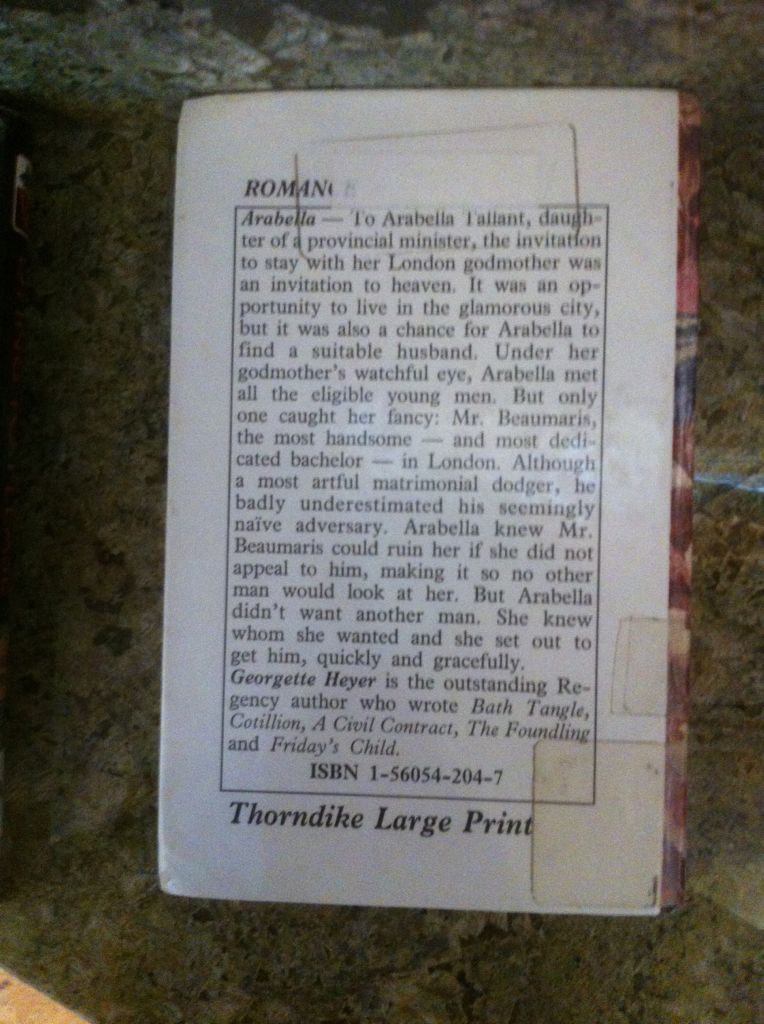 ROMANCE
Arabella — To Arabella Tallant, daugh-
ter of a provincial minister, the invitation
to stay with her London godmother was
an invitation to heaven. It was an op-
portunity to live in the glamorous city,
but it was also a chance for Arabella to
find a suitable husband. Under her
godmother's watchful eye, Arabella met
all the eligible young men. But only
one caught her fancy: Mr. Beaumaris,
the most handsome — and most dedi-
cated bachelor — in London. Although
a most artful matrimonial dodger, he
badly underestimated his seemingly
naïve adversary. Arabella knew Mr.
Beaumaris could ruin her if she did not
appeal to him, making it so no other
man would look at her. But Arabella
didn't want another man. She knew
whom she wanted and she set out to
get him, quickly and gracefully.
Georgette Heyer is the outstanding Re-
gency author who wrote Bath Tangle,
Cotillion, A Civil Contract, The Foundling
and Friday's Child.
ISBN 1-56054-204-7
Thorndike Large Print